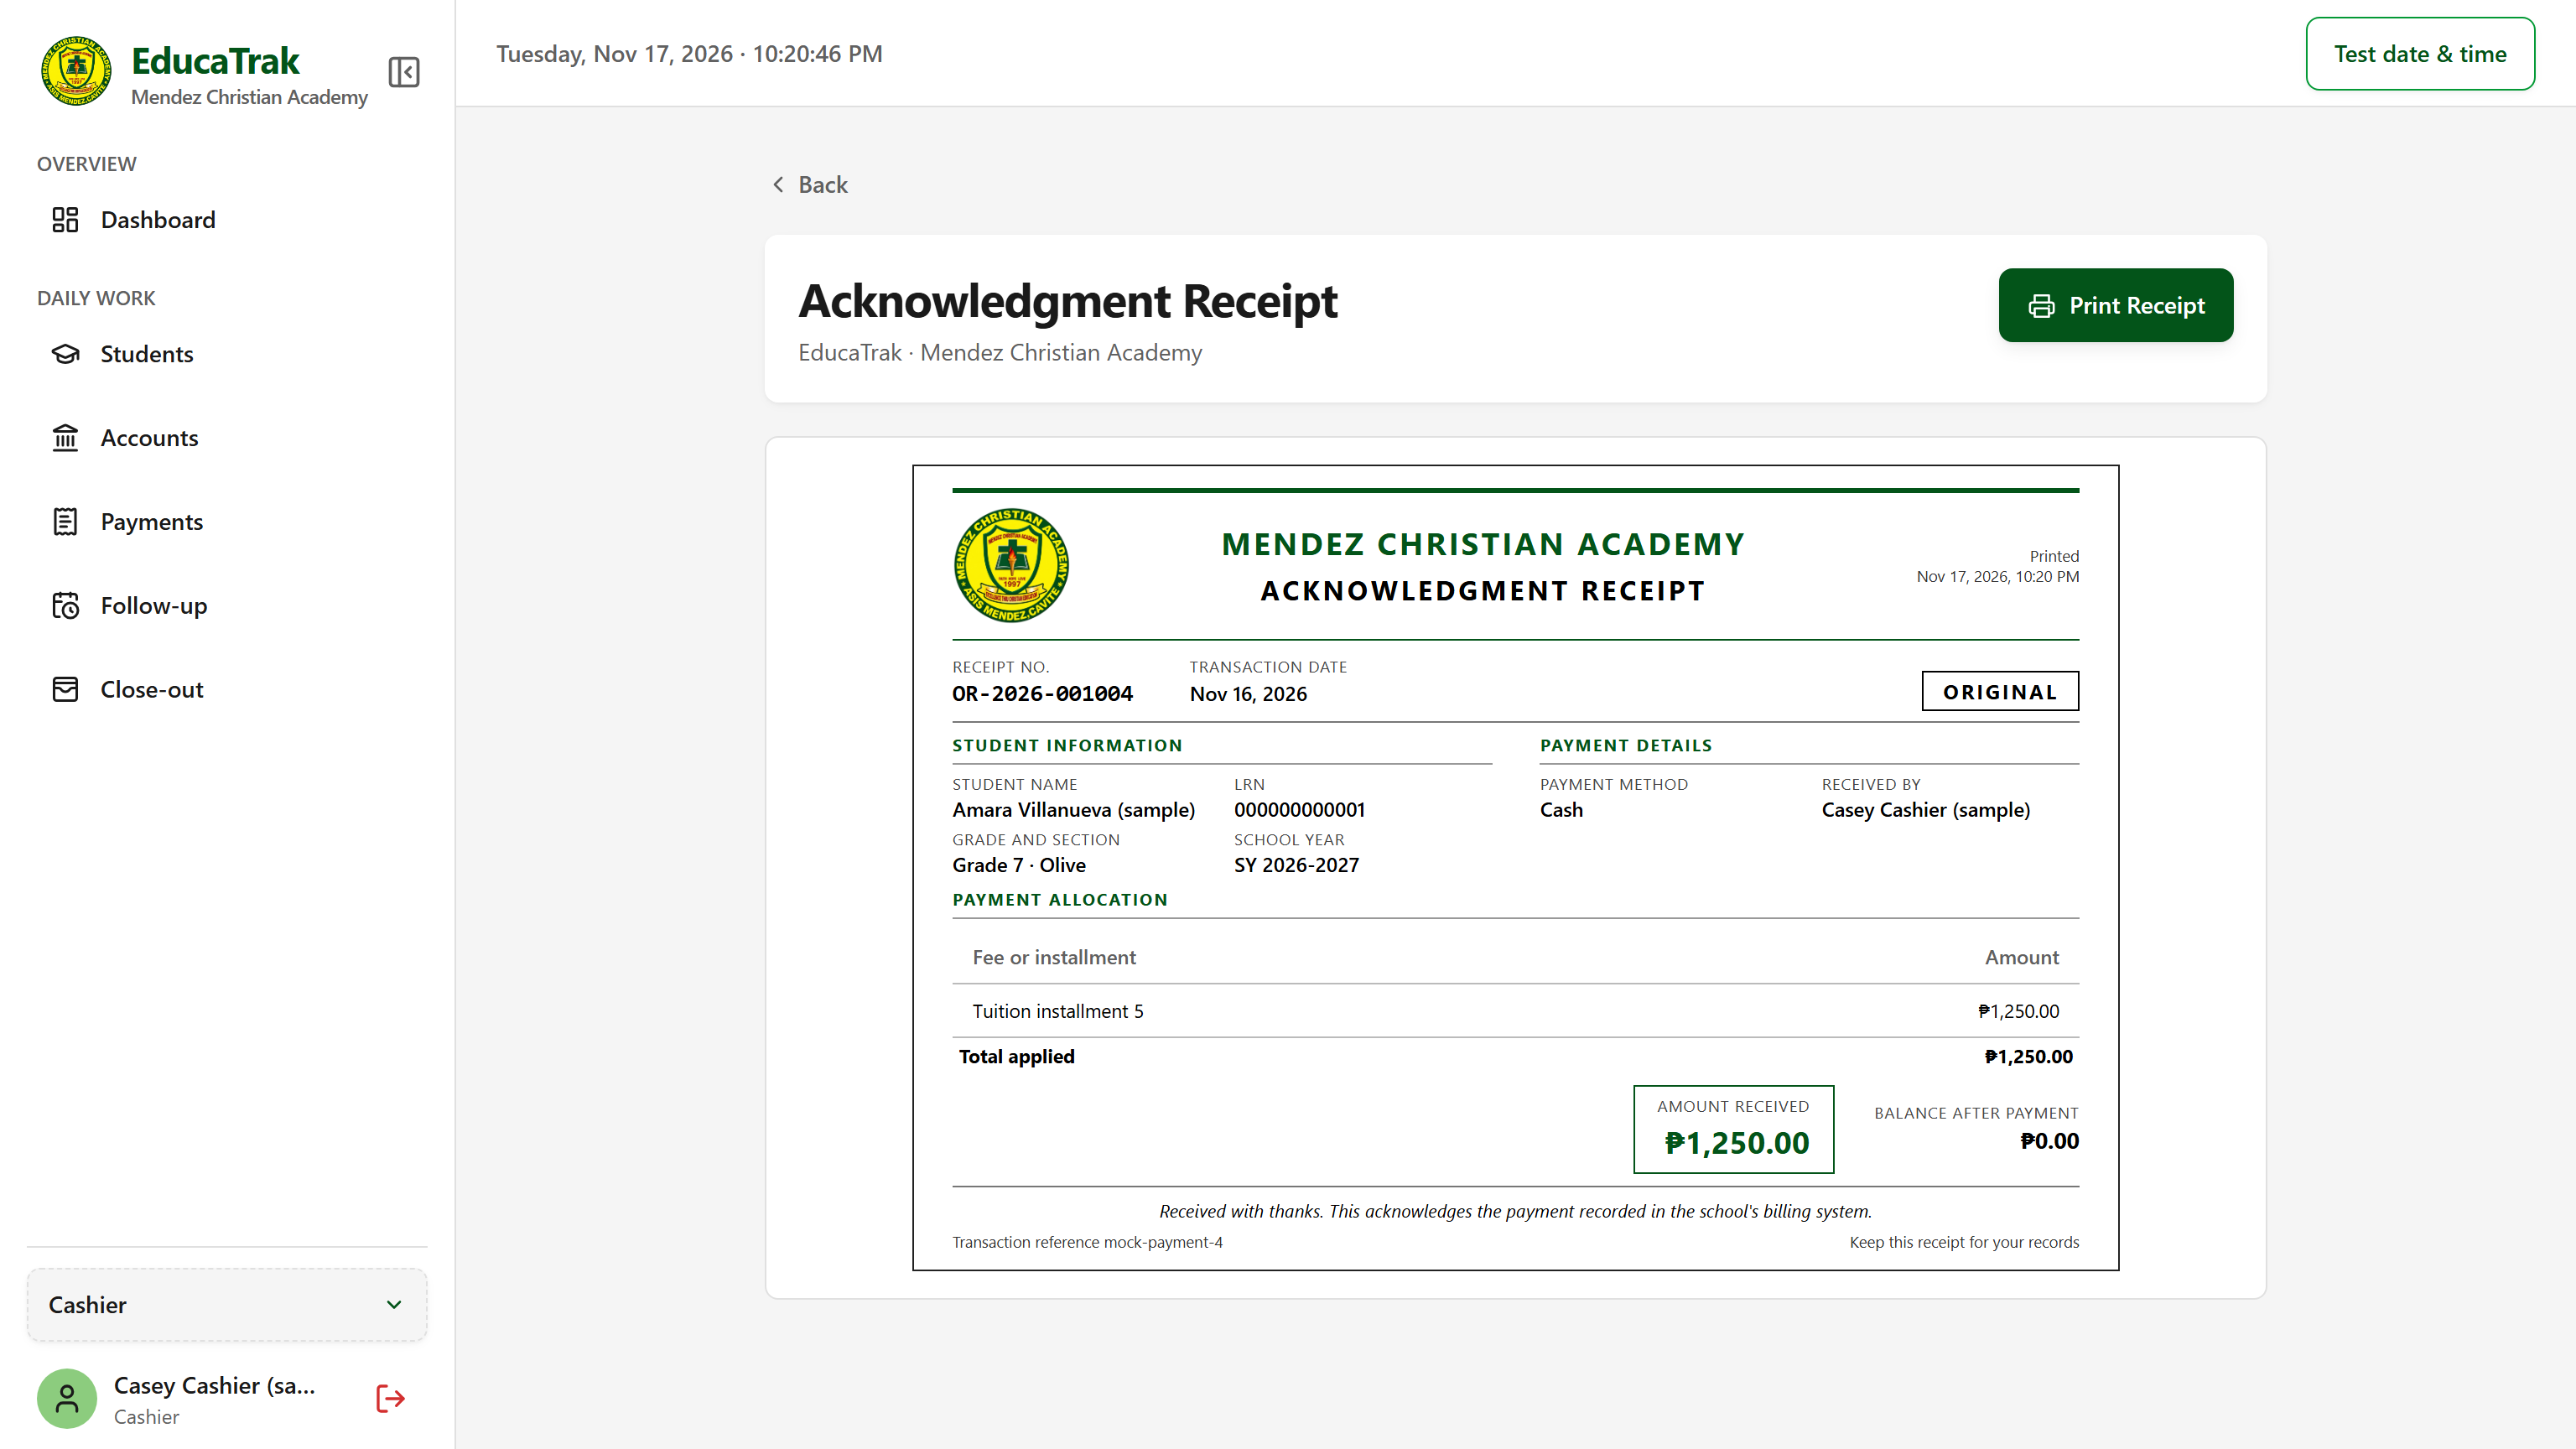 EducaTrak
Mendez Christian Academy
OVERVIEW
Dashboard
DAILY WORK
Students
Accounts
Payments
Follow-up
Close-out
Cashier
Casey Cashier (sa...
Cashier
Tuesday, Nov 17, 2026 · 10:20:46 PM
Test date & time
Back
Acknowledgment Receipt
EducaTrak · Mendez Christian Academy
Print Receipt
MENDEZ CHRISTIAN ACADEMY
ASIS MENDEZ, CAVITE
1997
MENDEZ CHRISTIAN ACADEMY
ACKNOWLEDGMENT RECEIPT
Printed
Nov 17, 2026, 10:20 PM
RECEIPT NO.
OR-2026-001004
TRANSACTION DATE
Nov 16, 2026
ORIGINAL
STUDENT INFORMATION
STUDENT NAME
Amara Villanueva (sample)
LRN
000000000001
GRADE AND SECTION
Grade 7 · Olive
SCHOOL YEAR
SY 2026-2027
PAYMENT DETAILS
PAYMENT METHOD
Cash
RECEIVED BY
Casey Cashier (sample)
PAYMENT ALLOCATION
Fee or installment Amount
Tuition installment 5 ₱1,250.00
Total applied ₱1,250.00
AMOUNT RECEIVED
₱1,250.00
BALANCE AFTER PAYMENT
₱0.00
Received with thanks. This acknowledges the payment recorded in the school's billing system.
Transaction reference mock-payment-4
Keep this receipt for your records